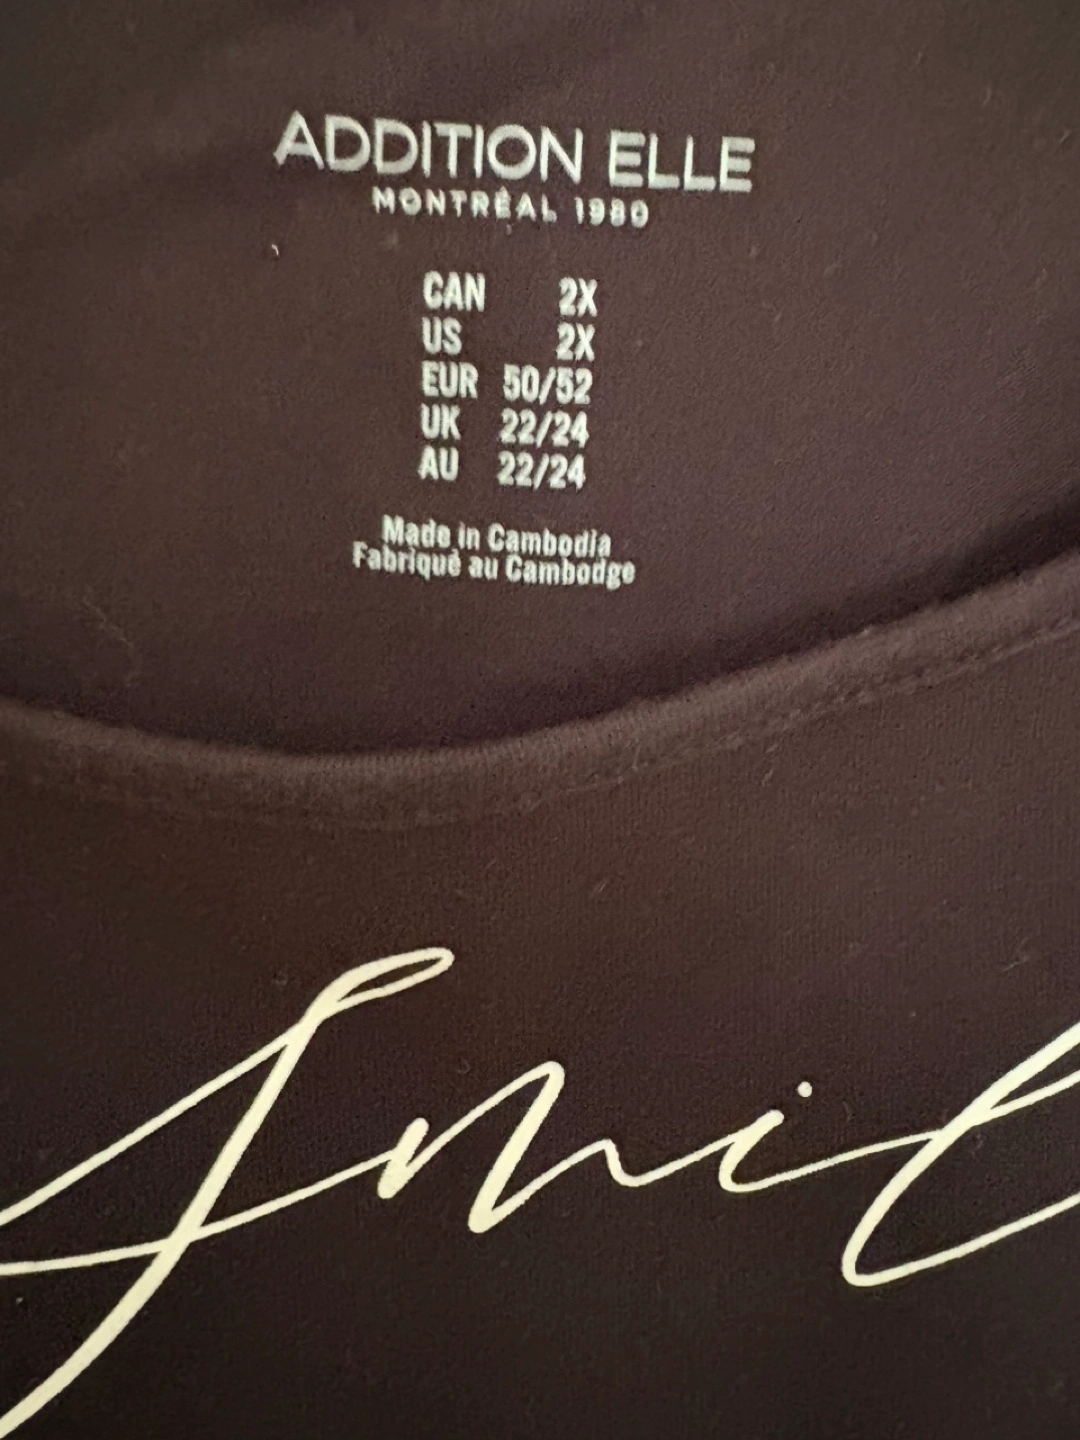 ADDITION ELLE
MONTRÉAL 1980
CAN 2X
US 2X
EUR 50/52
UK 22/24
AU 22/24
Made in Cambodia
Fabriqué au Cambodge
Smil